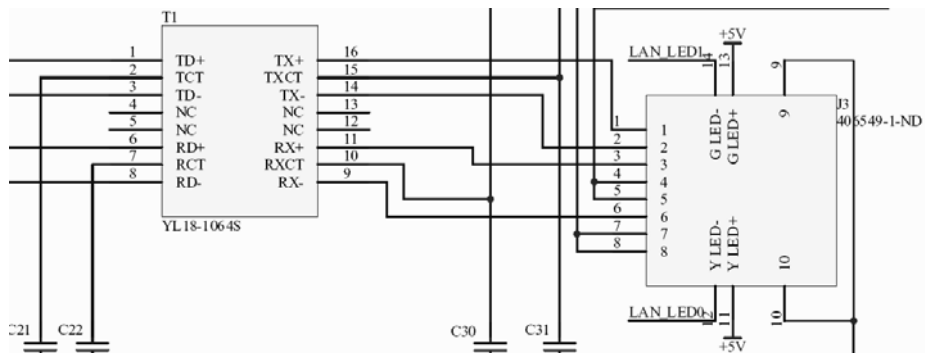 T1
1 TD+ TX+ 16
2 TCT TXCT 15
3 TD- TX- 14
4 NC NC 13
5 NC NC 12
6 RD+ RX+ 11
7 RCT RXCT 10
8 RD- RX- 9
YL18-1064S
+5V
LAN_LED1
14
13
9
J3
406549-1-ND
G LED-
G LED+
9
1 1
2 2
3 3
4 4
5 5
6 6
7 7
8 8
Y LED-
Y LED+
10
LAN_LED0
12
11
10
+5V
C21
C22
C30
C31